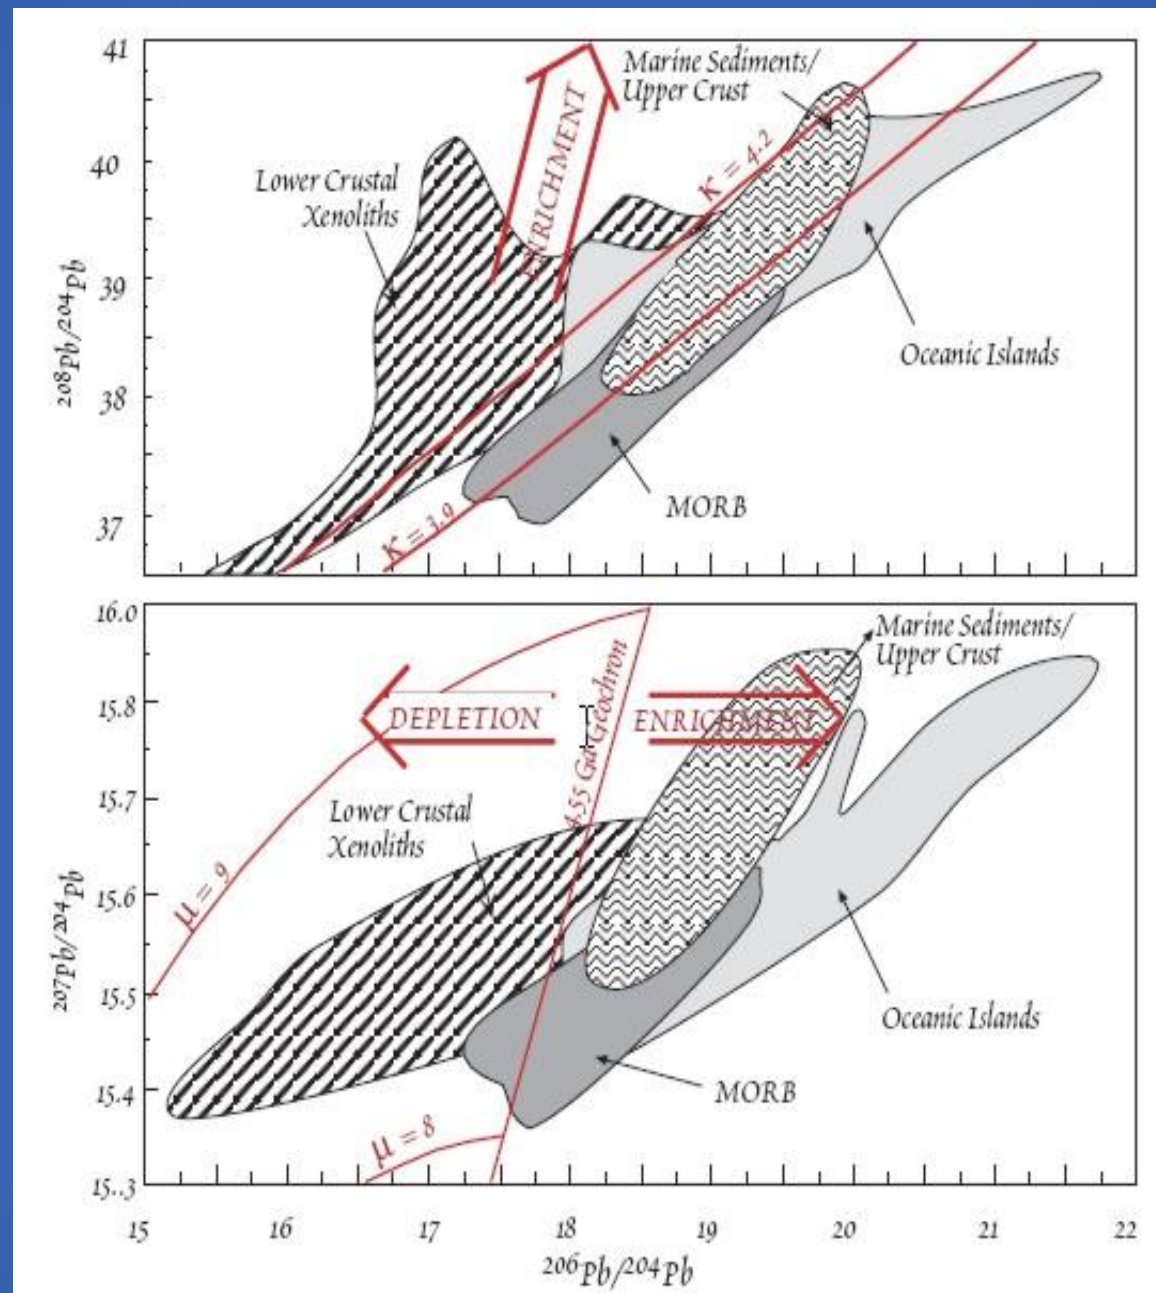 41
40
39
38
37
208Pb/204Pb
Lower Crustal
Xenoliths
ENRICHMENT
Marine Sediments/
Upper Crust
K = 4.2
K = 3.9
Oceanic Islands
MORB
16.0
15.8
15.7
15.6
15.5
15.4
15..3
207Pb/204Pb
μ = 9
μ = 8
DEPLETION
4.55 Ga Geochron
ENRICHMENT
Marine Sediments/
Upper Crust
Lower Crustal
Xenoliths
Oceanic Islands
MORB
15 16 17 18 19 20 21 22
206Pb/204Pb